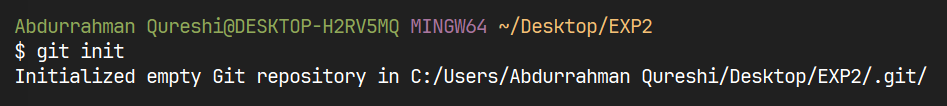 Abdurrahman Qureshi@DESKTOP-H2RV5MQ MINGW64 ~/Desktop/EXP2
$ git init
Initialized empty Git repository in C:/Users/Abdurrahman Qureshi/Desktop/EXP2/.git/